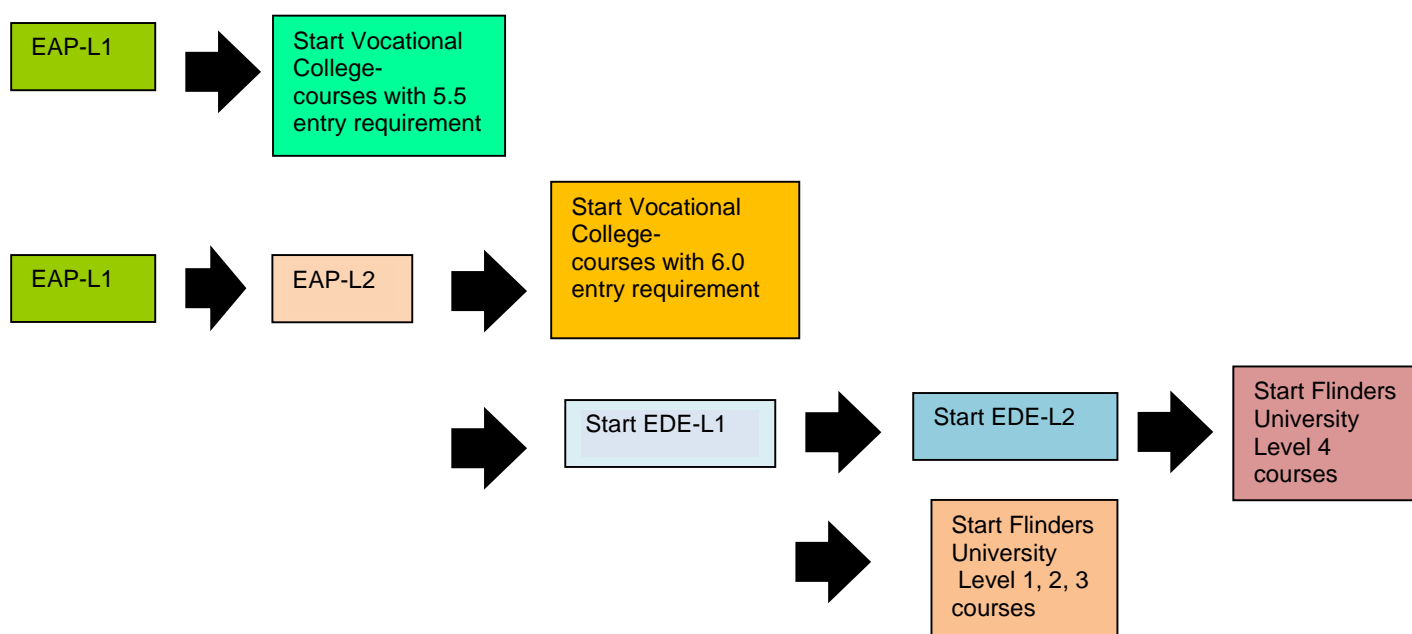 EAP-L1
Start Vocational
College-
courses with 5.5
entry requirement
EAP-L1
EAP-L2
Start Vocational
College-
courses with 6.0
entry requirement
Start EDE-L1
Start EDE-L2
Start Flinders
University
Level 4
courses
Start Flinders
University
Level 1, 2, 3
courses